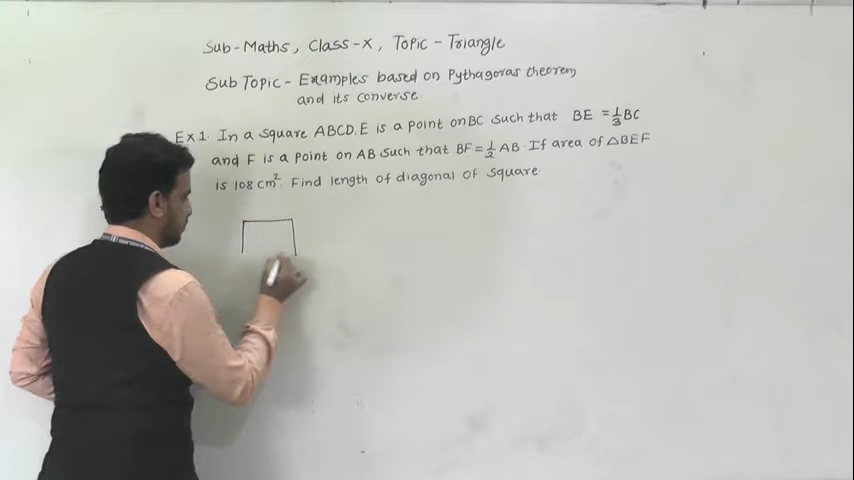 Sub-Maths, Class-X, Topic-Triangle
Sub Topic - Examples based on Pythagoras theorem
and its converse.
Ex 1. In a square ABCD. E is a point on BC such that BE = 1/3 BC
and F is a point on AB such that BF = 1/2 AB. If area of △BEF
is 108 cm². Find length of diagonal of square.